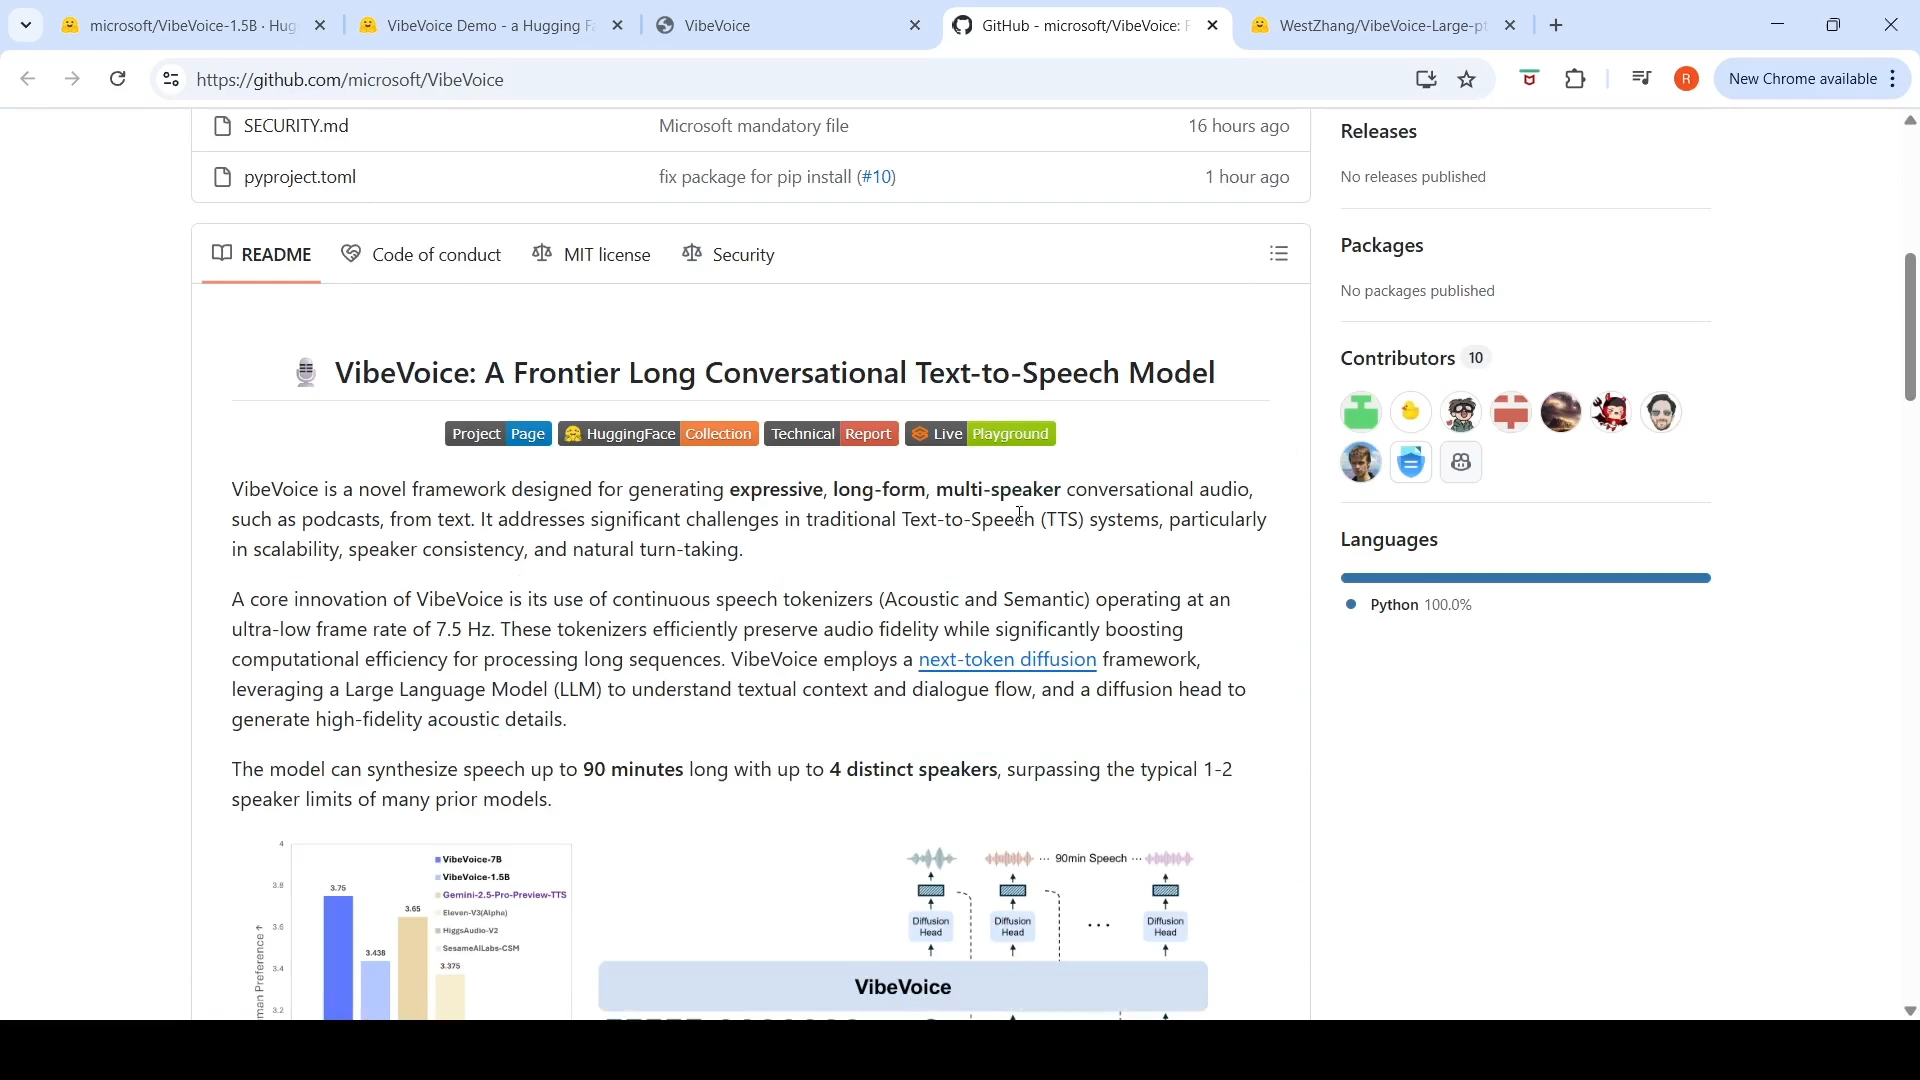 microsoft/VibeVoice-1.5B · Hug
VibeVoice Demo - a Hugging Fa
VibeVoice
GitHub - microsoft/VibeVoice: F
WestZhang/VibeVoice-Large-pt
https://github.com/microsoft/VibeVoice
R
New Chrome available
SECURITY.md
Microsoft mandatory file
16 hours ago
pyproject.toml
fix package for pip install (#10)
1 hour ago
README
Code of conduct
MIT license
Security
VibeVoice: A Frontier Long Conversational Text-to-Speech Model
Project Page
HuggingFace Collection
Technical Report
Live Playground
VibeVoice is a novel framework designed for generating expressive, long-form, multi-speaker conversational audio,
such as podcasts, from text. It addresses significant challenges in traditional Text-to-Speech (TTS) systems, particularly
in scalability, speaker consistency, and natural turn-taking.
A core innovation of VibeVoice is its use of continuous speech tokenizers (Acoustic and Semantic) operating at an
ultra-low frame rate of 7.5 Hz. These tokenizers efficiently preserve audio fidelity while significantly boosting
computational efficiency for processing long sequences. VibeVoice employs a next-token diffusion framework,
leveraging a Large Language Model (LLM) to understand textual context and dialogue flow, and a diffusion head to
generate high-fidelity acoustic details.
The model can synthesize speech up to 90 minutes long with up to 4 distinct speakers, surpassing the typical 1-2
speaker limits of many prior models.
4
3.8
3.6
3.4
3.2
3.75
3.438
3.65
3.375
VibeVoice-7B
VibeVoice-1.5B
Gemini-2.5-Pro-Preview-TTS
Eleven-V3(Alpha)
HiggsAudio-V2
SesameAILabs-CSM
··· 90min Speech ···
Diffusion
Head
Diffusion
Head
...
Diffusion
Head
VibeVoice
Releases
No releases published
Packages
No packages published
Contributors 10
Languages
Python 100.0%